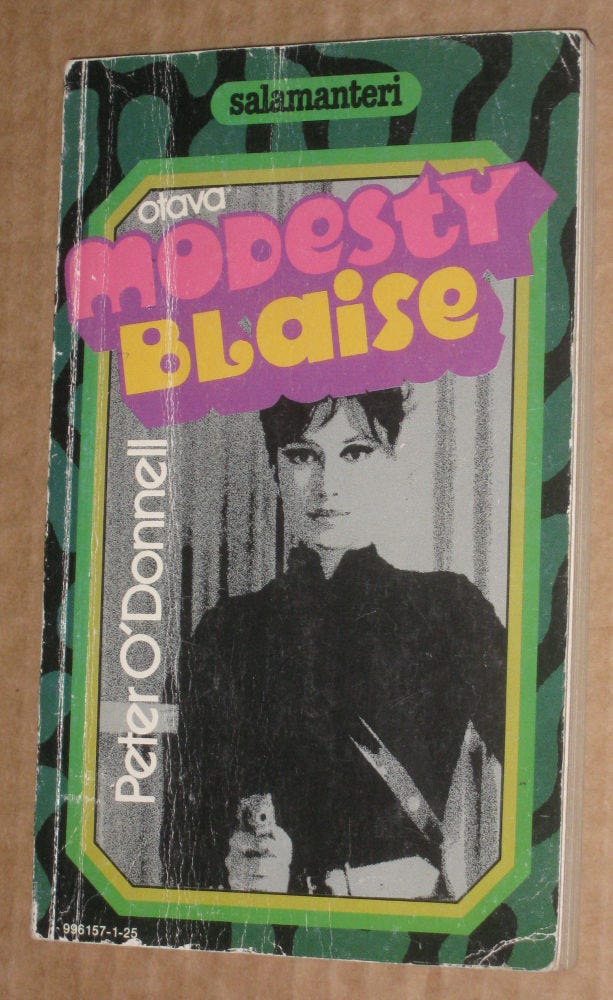 salamanteri
otava
MODESTY
BLaise
Peter O'Donnell
996157-1-25